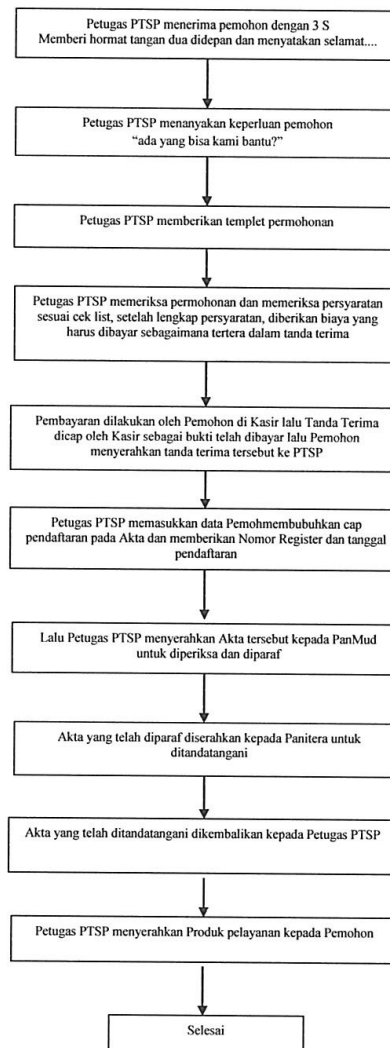 Petugas PTSP menerima pemohon dengan 3 S
Memberi hormat tangan dua didepan dan menyatakan selamat....
Petugas PTSP menanyakan keperluan pemohon
“ada yang bisa kami bantu?”
Petugas PTSP memberikan templet permohonan
Petugas PTSP memeriksa permohonan dan memeriksa persyaratan
sesuai cek list, setelah lengkap persyaratan, diberikan biaya yang
harus dibayar sebagaimana tertera dalam tanda terima
Pembayaran dilakukan oleh Pemohon di Kasir lalu Tanda Terima
dicap oleh Kasir sebagai bukti telah dibayar lalu Pemohon
menyerahkan tanda terima tersebut ke PTSP
Petugas PTSP memasukkan data Pemohmembubuhkan cap
pendaftaran pada Akta dan memberikan Nomor Register dan tanggal
pendaftaran
Lalu Petugas PTSP menyerahkan Akta tersebut kepada PanMud
untuk diperiksa dan diparaf
Akta yang telah diparaf diserahkan kepada Panitera untuk
ditandatangani
Akta yang telah ditandatangani dikembalikan kepada Petugas PTSP
Petugas PTSP menyerahkan Produk pelayanan kepada Pemohon
Selesai